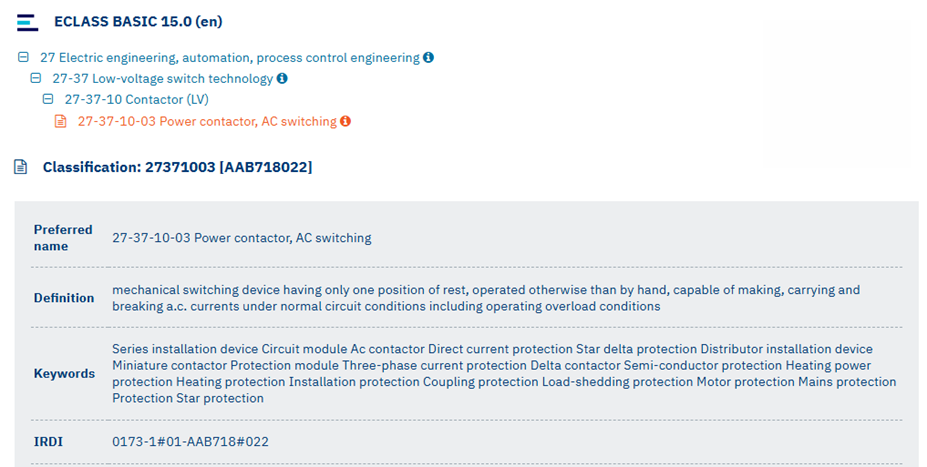 ECLASS BASIC 15.0 (en)
27 Electric engineering, automation, process control engineering
27-37 Low-voltage switch technology
27-37-10 Contactor (LV)
27-37-10-03 Power contactor, AC switching
Classification: 27371003 [AAB718022]
Preferred
name
27-37-10-03 Power contactor, AC switching
Definition
mechanical switching device having only one position of rest, operated otherwise than by hand, capable of making, carrying and
breaking a.c. currents under normal circuit conditions including operating overload conditions
Keywords
Series installation device Circuit module Ac contactor Direct current protection Star delta protection Distributor installation device
Miniature contactor Protection module Three-phase current protection Delta contactor Semi-conductor protection Heating power
protection Heating protection Installation protection Coupling protection Load-shedding protection Motor protection Mains protection
Protection Star protection
IRDI
0173-1#01-AAB718#022